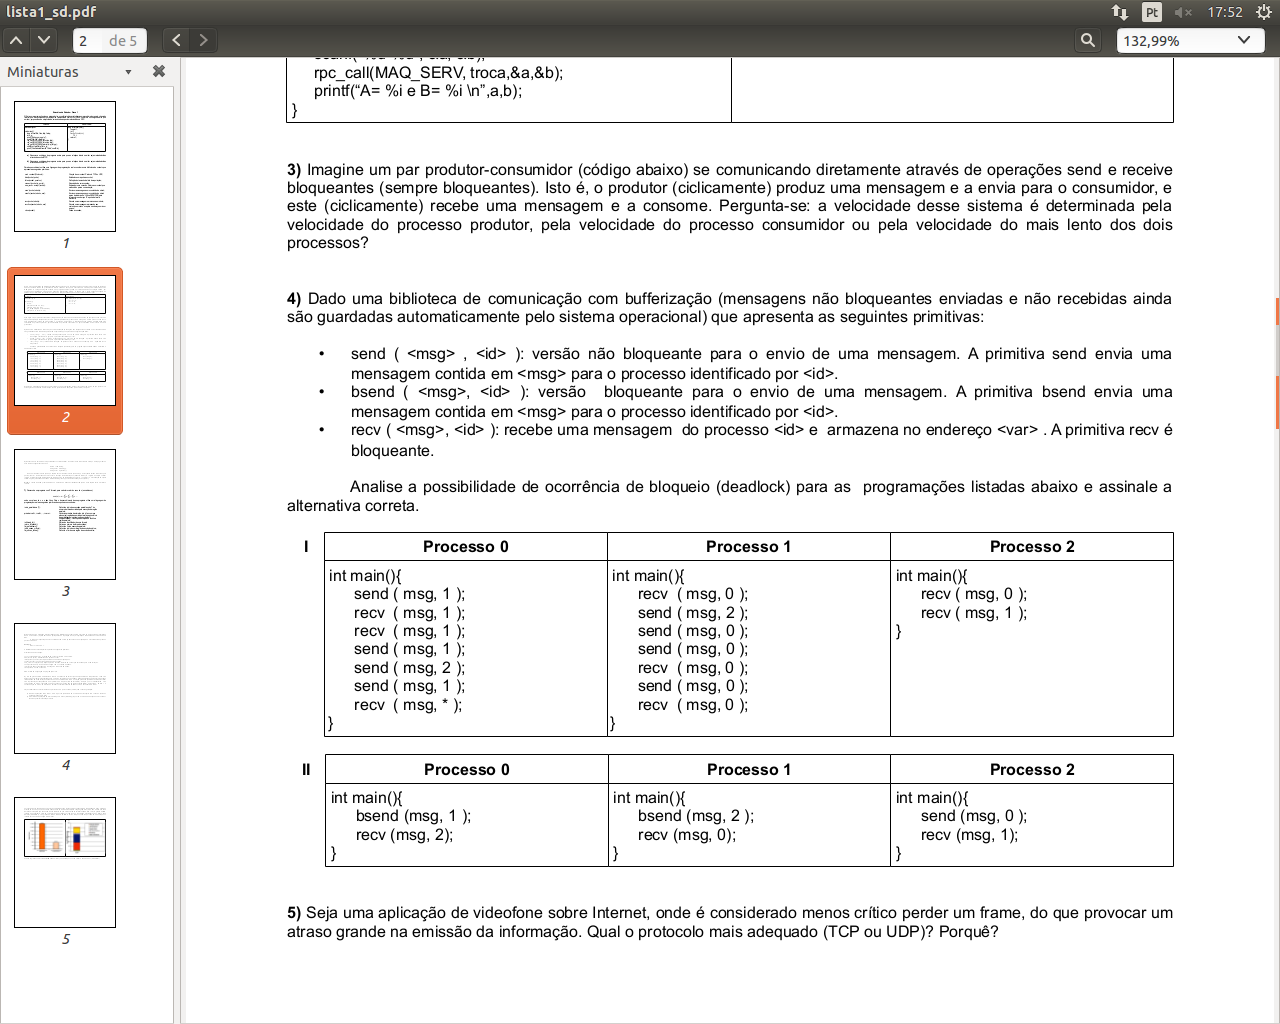 lista1_sd.pdf
Pt
17:52
2 de 5
132,99%
Miniaturas
1
2
3
4
5
rpc_call(MAQ_SERV, troca,&a,&b);
printf(“A= %i e B= %i \n”,a,b);
}
3) Imagine um par produtor-consumidor (código abaixo) se comunicando diretamente através de operações send e receive
bloqueantes (sempre bloqueantes). Isto é, o produtor (ciclicamente) produz uma mensagem e a envia para o consumidor, e
este (ciclicamente) recebe uma mensagem e a consome. Pergunta-se: a velocidade desse sistema é determinada pela
velocidade do processo produtor, pela velocidade do processo consumidor ou pela velocidade do mais lento dos dois
processos?
4) Dado uma biblioteca de comunicação com bufferização (mensagens não bloqueantes enviadas e não recebidas ainda
são guardadas automaticamente pelo sistema operacional) que apresenta as seguintes primitivas:
• send ( <msg> , <id> ): versão não bloqueante para o envio de uma mensagem. A primitiva send envia uma
mensagem contida em <msg> para o processo identificado por <id>.
• bsend ( <msg>, <id> ): versão bloqueante para o envio de uma mensagem. A primitiva bsend envia uma
mensagem contida em <msg> para o processo identificado por <id>.
• recv ( <msg>, <id> ): recebe uma mensagem do processo <id> e armazena no endereço <var> . A primitiva recv é
bloqueante.
Analise a possibilidade de ocorrência de bloqueio (deadlock) para as programações listadas abaixo e assinale a
alternativa correta.
I
Processo 0
int main(){
send ( msg, 1 );
recv ( msg, 1 );
recv ( msg, 1 );
send ( msg, 1 );
send ( msg, 2 );
send ( msg, 1 );
recv ( msg, * );
}
Processo 1
int main(){
recv ( msg, 0 );
send ( msg, 2 );
send ( msg, 0 );
send ( msg, 0 );
recv ( msg, 0 );
send ( msg, 0 );
recv ( msg, 0 );
}
Processo 2
int main(){
recv ( msg, 0 );
recv ( msg, 1 );
}
II
Processo 0
int main(){
bsend (msg, 1 );
recv (msg, 2);
}
Processo 1
int main(){
bsend (msg, 2 );
recv (msg, 0);
}
Processo 2
int main(){
send (msg, 0 );
recv (msg, 1);
}
5) Seja uma aplicação de videofone sobre Internet, onde é considerado menos crítico perder um frame, do que provocar um
atraso grande na emissão da informação. Qual o protocolo mais adequado (TCP ou UDP)? Porquê?